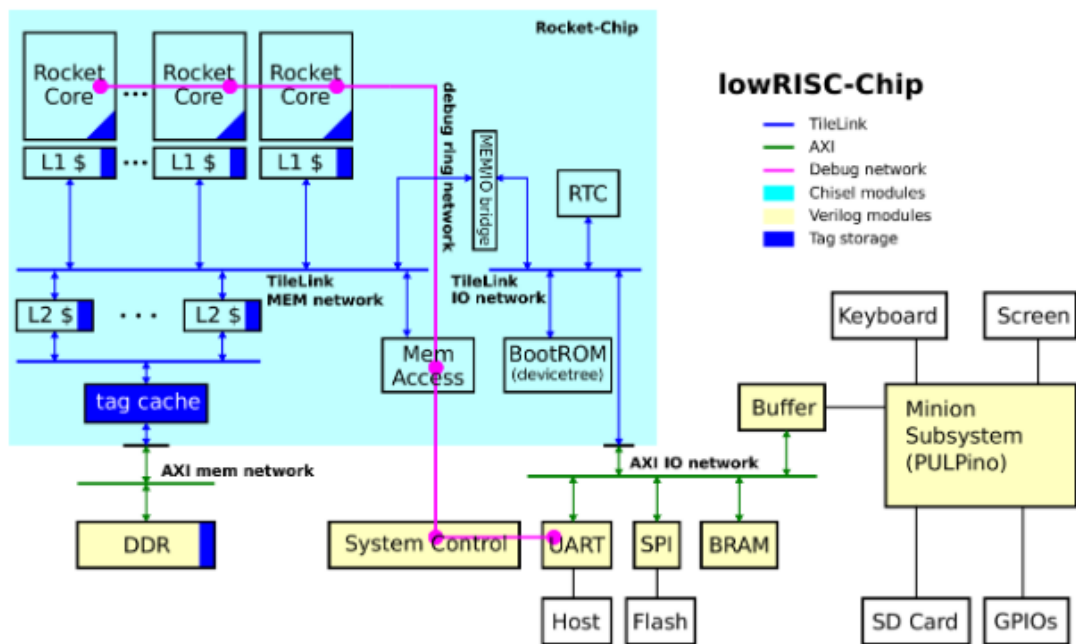 Rocket-Chip
Rocket
Core
...
Rocket
Core
Rocket
Core
L1 $
...
L1 $
L1 $
debug ring network
MEM/IO bridge
RTC
TileLink
MEM network
TileLink
IO network
L2 $
...
L2 $
Mem
Access
BootROM
(devicetree)
tag cache
AXI mem network
AXI IO network
DDR
System Control
UART
SPI
BRAM
Host
Flash
lowRISC-Chip
TileLink
AXI
Debug network
Chisel modules
Verilog modules
Tag storage
Keyboard
Screen
Buffer
Minion
Subsystem
(PULPino)
SD Card
GPIOs